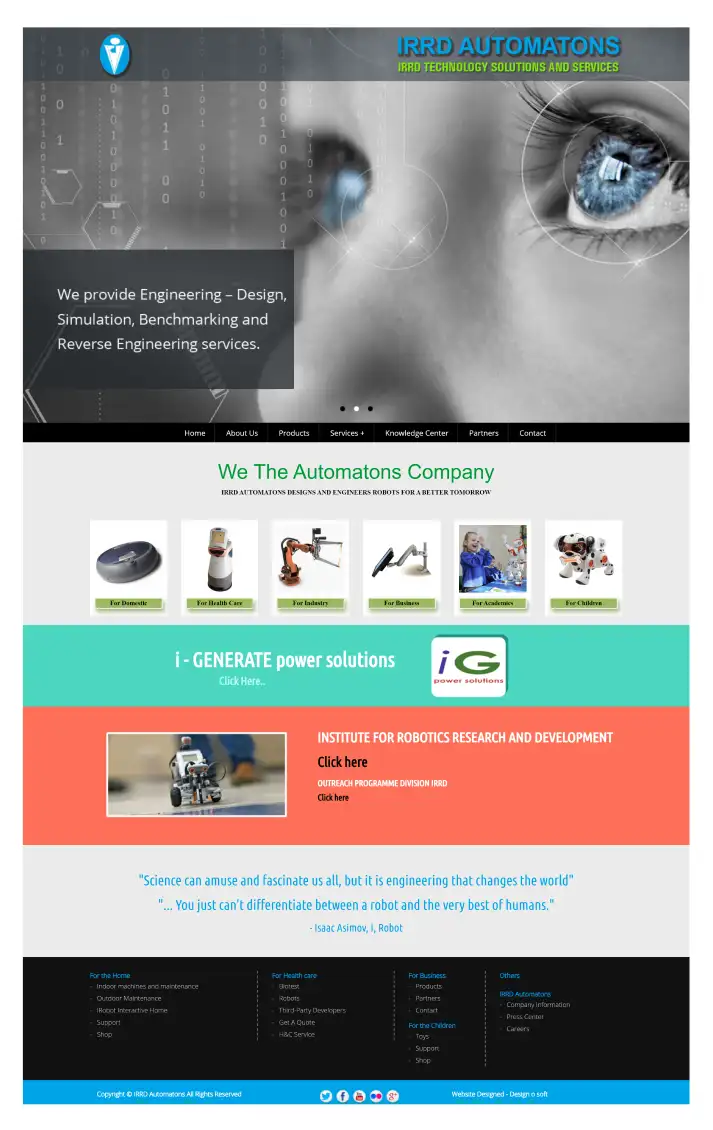 IRRD AUTOMATONS
IRRD TECHNOLOGY SOLUTIONS AND SERVICES
We provide Engineering – Design,
Simulation, Benchmarking and
Reverse Engineering services.
Home About Us Products Services + Knowledge Center Partners Contact
We The Automatons Company
IRRD AUTOMATONS DESIGNS AND ENGINEERS ROBOTS FOR A BETTER TOMORROW
For Domestic For Health Care For Industry For Business For Academics For Children
i - GENERATE power solutions
Click Here..
iG
power solutions
INSTITUTE FOR ROBOTICS RESEARCH AND DEVELOPMENT
Click here
OUTREACH PROGRAMME DIVISION IRRD
Click here
"Science can amuse and fascinate us all, but it is engineering that changes the world"
"... You just can't differentiate between a robot and the very best of humans."
- Isaac Asimov, i, Robot
For the Home
Indoor machines and maintenance
Outdoor Maintenance
IRobot Interactive Home
Support
Shop
For Health care
Biotest
Robots
Third-Party Developers
Get A Quote
H&C Service
For Business
Products
Partners
Contact
For the Children
Toys
Support
Shop
Others
IRRD Automatons
Company Information
Press Center
Careers
Copyright © IRRD Automatons All Rights Reserved
Website Designed - Design n soft